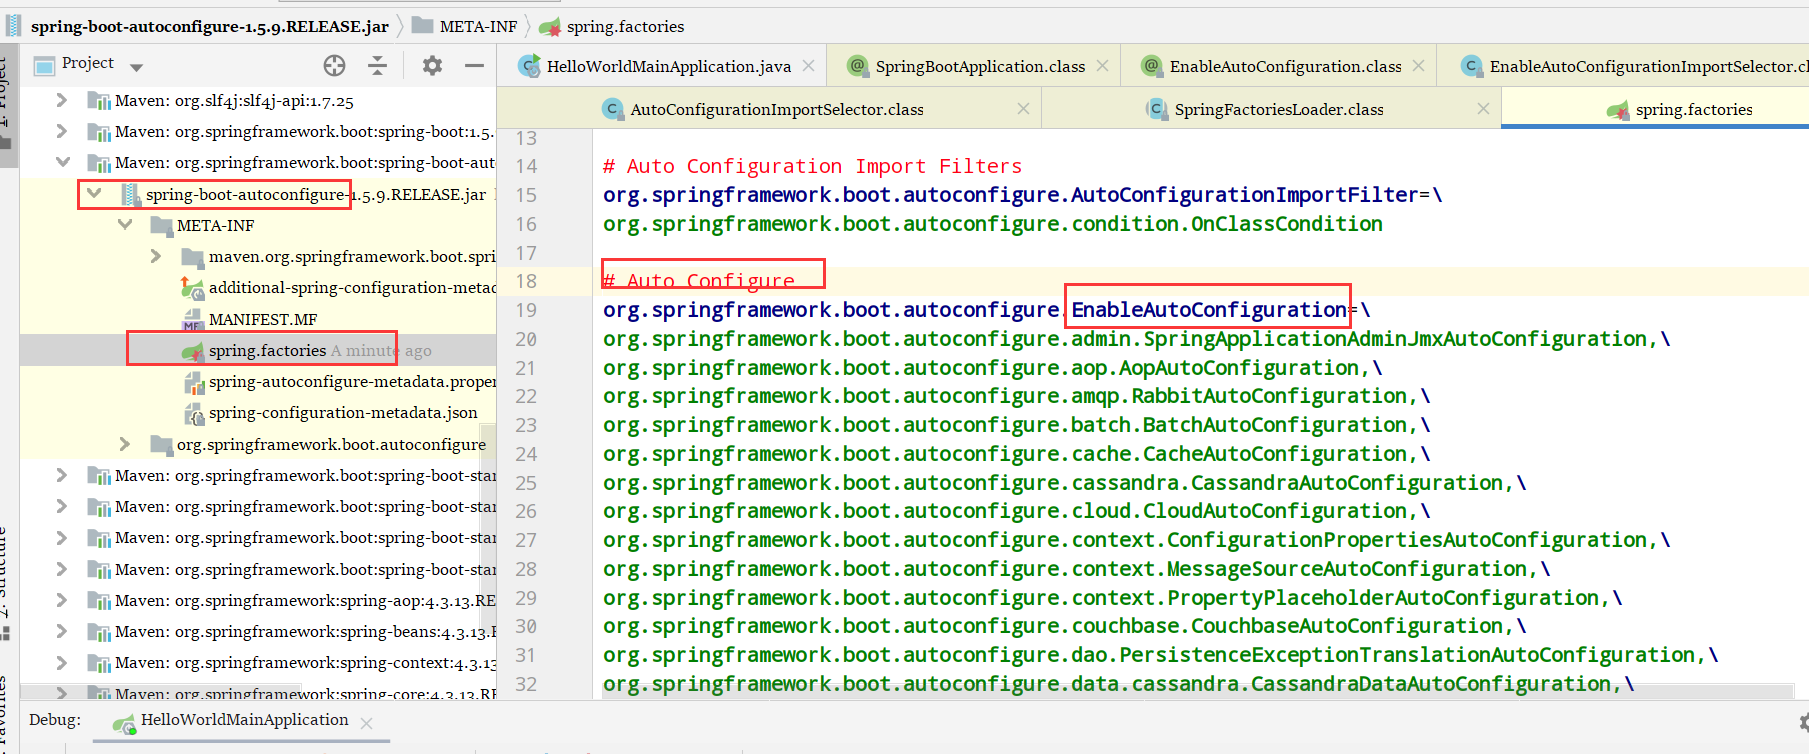 spring-boot-autoconfigure-1.5.9.RELEASE.jar META-INF spring.factories
Project
HelloWorldMainApplication.java SpringBootApplication.class EnableAutoConfiguration.class EnableAutoConfigurationImportSelector.cl
AutoConfigurationImportSelector.class SpringFactoriesLoader.class spring.factories
1: Project
Maven: org.slf4j:slf4j-api:1.7.25
Maven: org.springframework.boot:spring-boot:1.5.
Maven: org.springframework.boot:spring-boot-aut
spring-boot-autoconfigure-1.5.9.RELEASE.jar
META-INF
maven.org.springframework.boot.spri
additional-spring-configuration-metad
MANIFEST.MF
spring.factories A minute ago
spring-autoconfigure-metadata.proper
spring-configuration-metadata.json
org.springframework.boot.autoconfigure
Maven: org.springframework.boot:spring-boot-star
Maven: org.springframework.boot:spring-boot-star
Maven: org.springframework.boot:spring-boot-star
Maven: org.springframework.boot:spring-boot-star
Maven: org.springframework:spring-aop:4.3.13.RE
Maven: org.springframework:spring-beans:4.3.13.R
Maven: org.springframework:spring-context:4.3.13
Maven: org.springframework:spring-core:4.3.13.RE
Z: Structure
Favorites
13
14 # Auto Configuration Import Filters
15 org.springframework.boot.autoconfigure.AutoConfigurationImportFilter=\
16 org.springframework.boot.autoconfigure.condition.OnClassCondition
17
18 # Auto Configure
19 org.springframework.boot.autoconfigure.EnableAutoConfiguration=\
20 org.springframework.boot.autoconfigure.admin.SpringApplicationAdminJmxAutoConfiguration,\
21 org.springframework.boot.autoconfigure.aop.AopAutoConfiguration,\
22 org.springframework.boot.autoconfigure.amqp.RabbitAutoConfiguration,\
23 org.springframework.boot.autoconfigure.batch.BatchAutoConfiguration,\
24 org.springframework.boot.autoconfigure.cache.CacheAutoConfiguration,\
25 org.springframework.boot.autoconfigure.cassandra.CassandraAutoConfiguration,\
26 org.springframework.boot.autoconfigure.cloud.CloudAutoConfiguration,\
27 org.springframework.boot.autoconfigure.context.ConfigurationPropertiesAutoConfiguration,\
28 org.springframework.boot.autoconfigure.context.MessageSourceAutoConfiguration,\
29 org.springframework.boot.autoconfigure.context.PropertyPlaceholderAutoConfiguration,\
30 org.springframework.boot.autoconfigure.couchbase.CouchbaseAutoConfiguration,\
31 org.springframework.boot.autoconfigure.dao.PersistenceExceptionTranslationAutoConfiguration,\
32 org.springframework.boot.autoconfigure.data.cassandra.CassandraDataAutoConfiguration,\
Debug: HelloWorldMainApplication